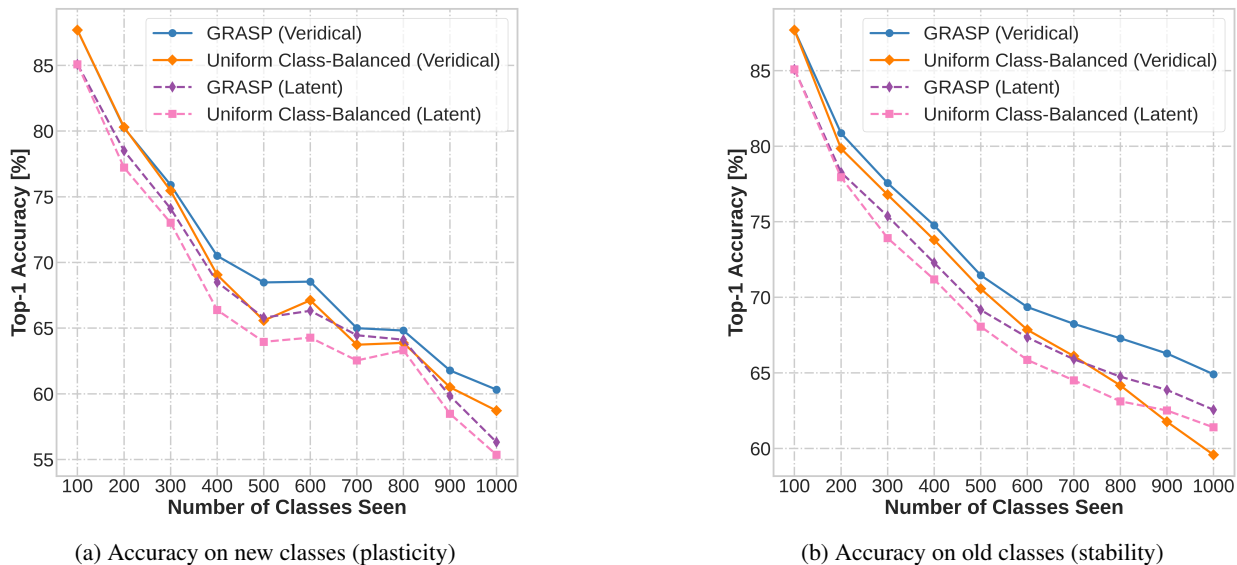 GRASP (Veridical)
Uniform Class-Balanced (Veridical)
GRASP (Latent)
Uniform Class-Balanced (Latent)
85
80
75
70
65
60
55
Top-1 Accuracy [%]
100 200 300 400 500 600 700 800 900 1000
Number of Classes Seen
(a) Accuracy on new classes (plasticity)
GRASP (Veridical)
Uniform Class-Balanced (Veridical)
GRASP (Latent)
Uniform Class-Balanced (Latent)
85
80
75
70
65
60
Top-1 Accuracy [%]
100 200 300 400 500 600 700 800 900 1000
Number of Classes Seen
(b) Accuracy on old classes (stability)